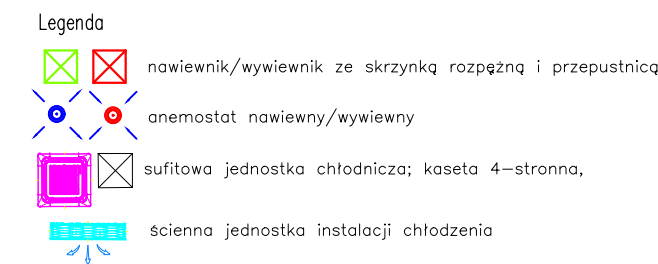 Legenda
nawiewnik/wywiewnik ze skrzynką rozpężną i przepustnicą
anemostat nawiewny/wywiewny
sufitowa jednostka chłodnicza; kaseta 4-stronna,
ścienna jednostka instalacji chłodzenia